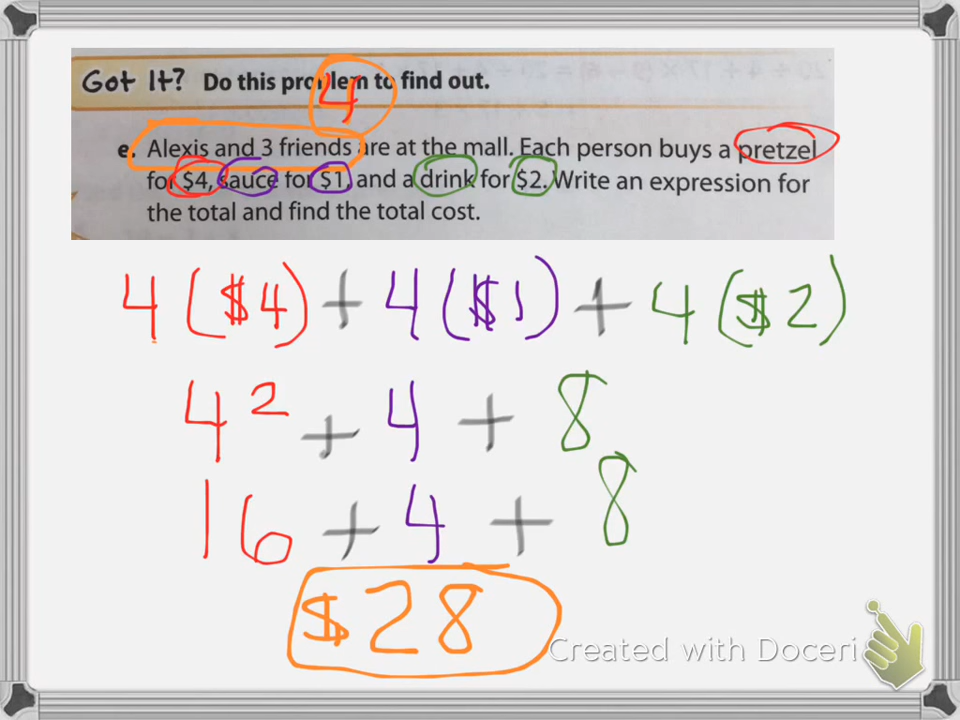 Got It? Do this problem to find out.
4
e. Alexis and 3 friends are at the mall. Each person buys a pretzel
for $4, sauce for $1, and a drink for $2. Write an expression for
the total and find the total cost.
4 ($4) + 4 ($1) + 4 ($2)
4² + 4 + 8
16 + 4 + 8
$28
Created with Doceri